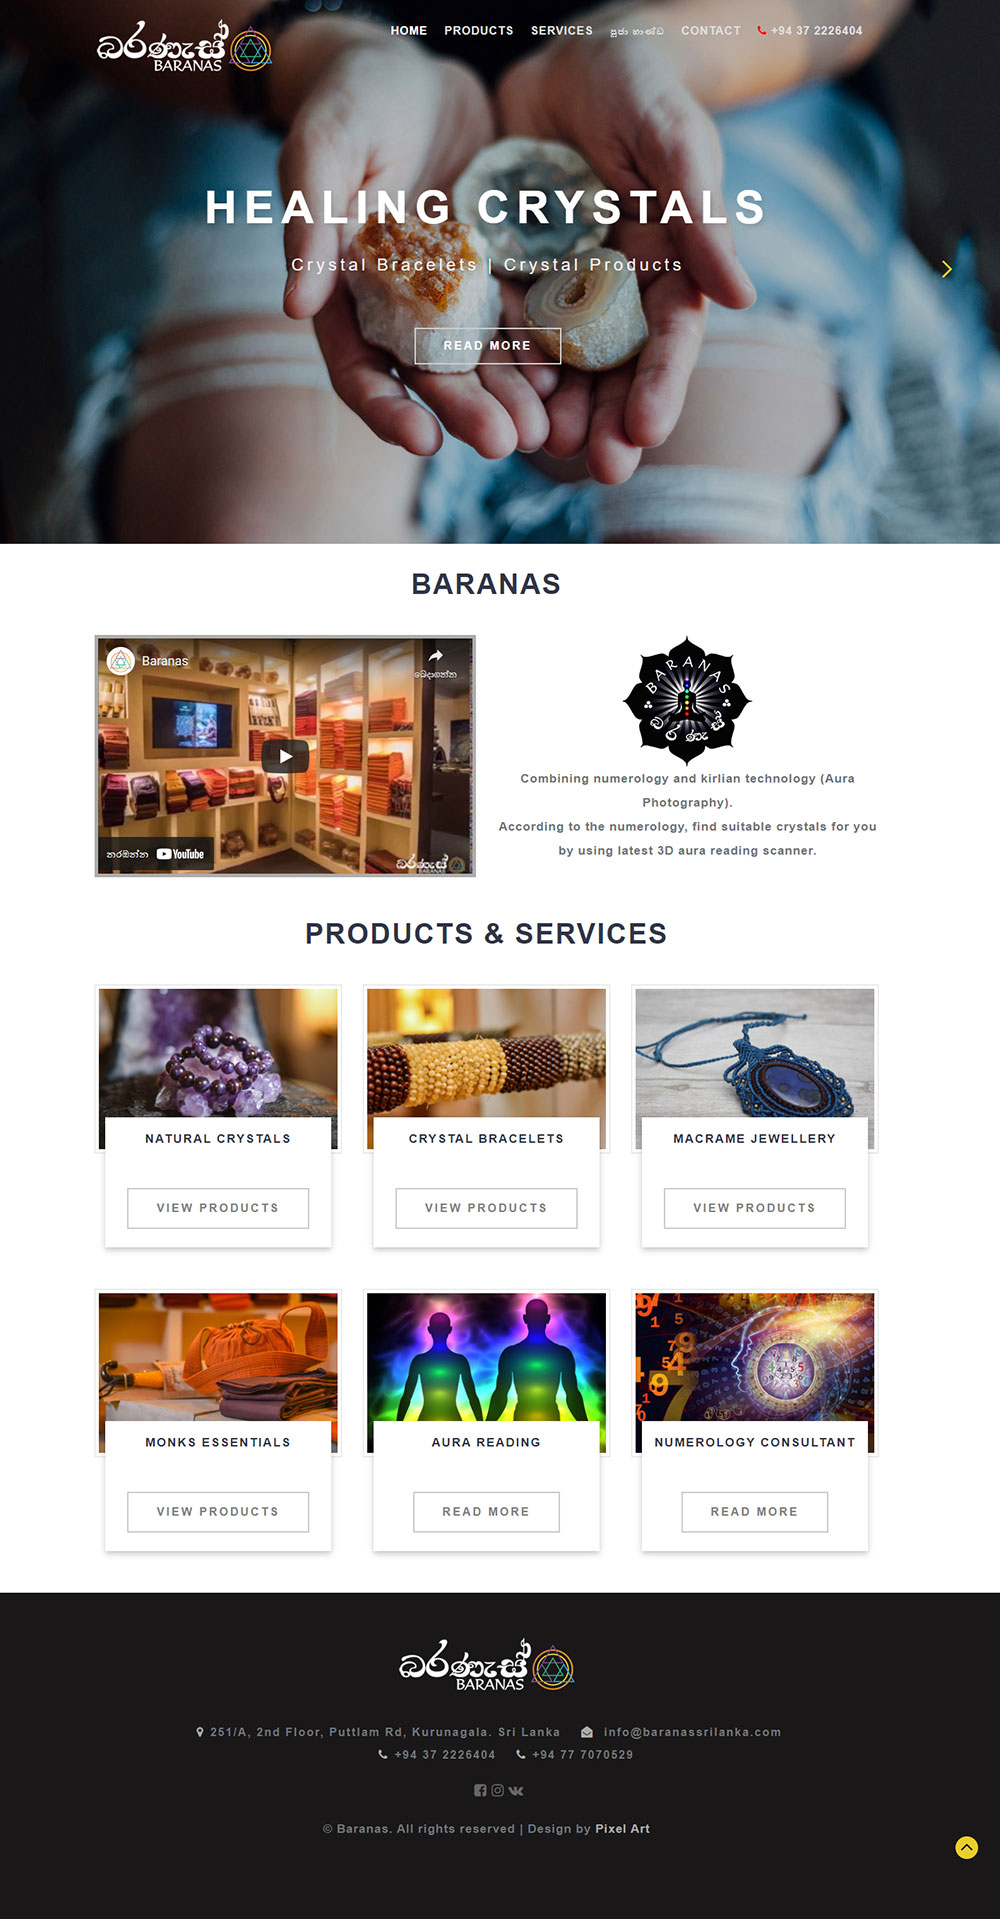 බරණැස්
BARANAS
HOME PRODUCTS SERVICES පූජා භාණ්ඩ CONTACT +94 37 2226404
HEALING CRYSTALS
Crystal Bracelets | Crystal Products
READ MORE
BARANAS
Baranas
බෙදාගන්න
නරඹන්න YouTube
බරණැස්
BARANAS
BARANAS
බරණැස්
Combining numerology and kirlian technology (Aura
Photography).
According to the numerology, find suitable crystals for you
by using latest 3D aura reading scanner.
PRODUCTS & SERVICES
NATURAL CRYSTALS
VIEW PRODUCTS
CRYSTAL BRACELETS
VIEW PRODUCTS
MACRAME JEWELLERY
VIEW PRODUCTS
MONKS ESSENTIALS
VIEW PRODUCTS
AURA READING
READ MORE
NUMEROLOGY CONSULTANT
READ MORE
බරණැස්
BARANAS
251/A, 2nd Floor, Puttlam Rd, Kurunagala. Sri Lanka info@baranassrilanka.com
+94 37 2226404 +94 77 7070529
© Baranas. All rights reserved | Design by Pixel Art